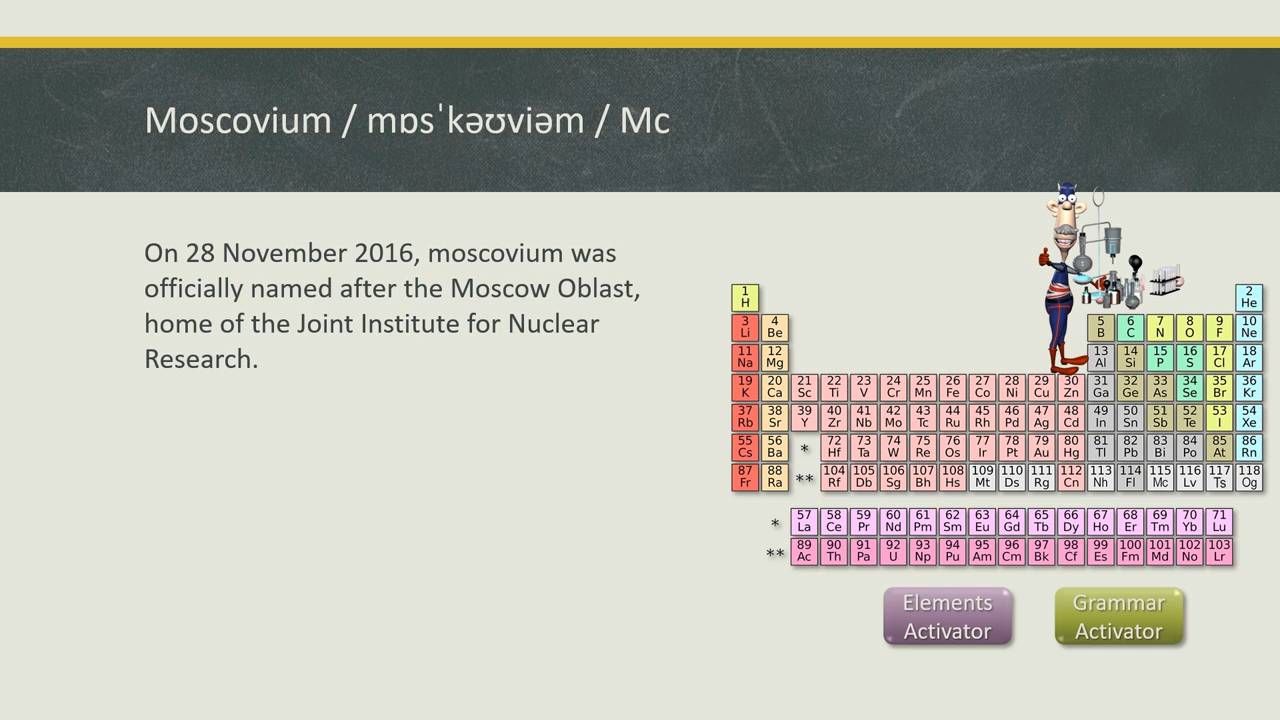 Moscovium / mɒsˈkəʊviəm / Mc
On 28 November 2016, moscovium was
officially named after the Moscow Oblast,
home of the Joint Institute for Nuclear
Research.
1 2
H He
3 4 5 6 7 8 9 10
Li Be B C N O F Ne
11 12 13 14 15 16 17 18
Na Mg Al Si P S Cl Ar
19 20 21 22 23 24 25 26 27 28 29 30 31 32 33 34 35 36
K Ca Sc Ti V Cr Mn Fe Co Ni Cu Zn Ga Ge As Se Br Kr
37 38 39 40 41 42 43 44 45 46 47 48 49 50 51 52 53 54
Rb Sr Y Zr Nb Mo Tc Ru Rh Pd Ag Cd In Sn Sb Te I Xe
55 56 * 72 73 74 75 76 77 78 79 80 81 82 83 84 85 86
Cs Ba Hf Ta W Re Os Ir Pt Au Hg Tl Pb Bi Po At Rn
87 88 ** 104 105 106 107 108 109 110 111 112 113 114 115 116 117 118
Fr Ra Rf Db Sg Bh Hs Mt Ds Rg Cn Nh Fl Mc Lv Ts Og
* 57 58 59 60 61 62 63 64 65 66 67 68 69 70 71
La Ce Pr Nd Pm Sm Eu Gd Tb Dy Ho Er Tm Yb Lu
** 89 90 91 92 93 94 95 96 97 98 99 100 101 102 103
Ac Th Pa U Np Pu Am Cm Bk Cf Es Fm Md No Lr
Elements
Activator
Grammar
Activator